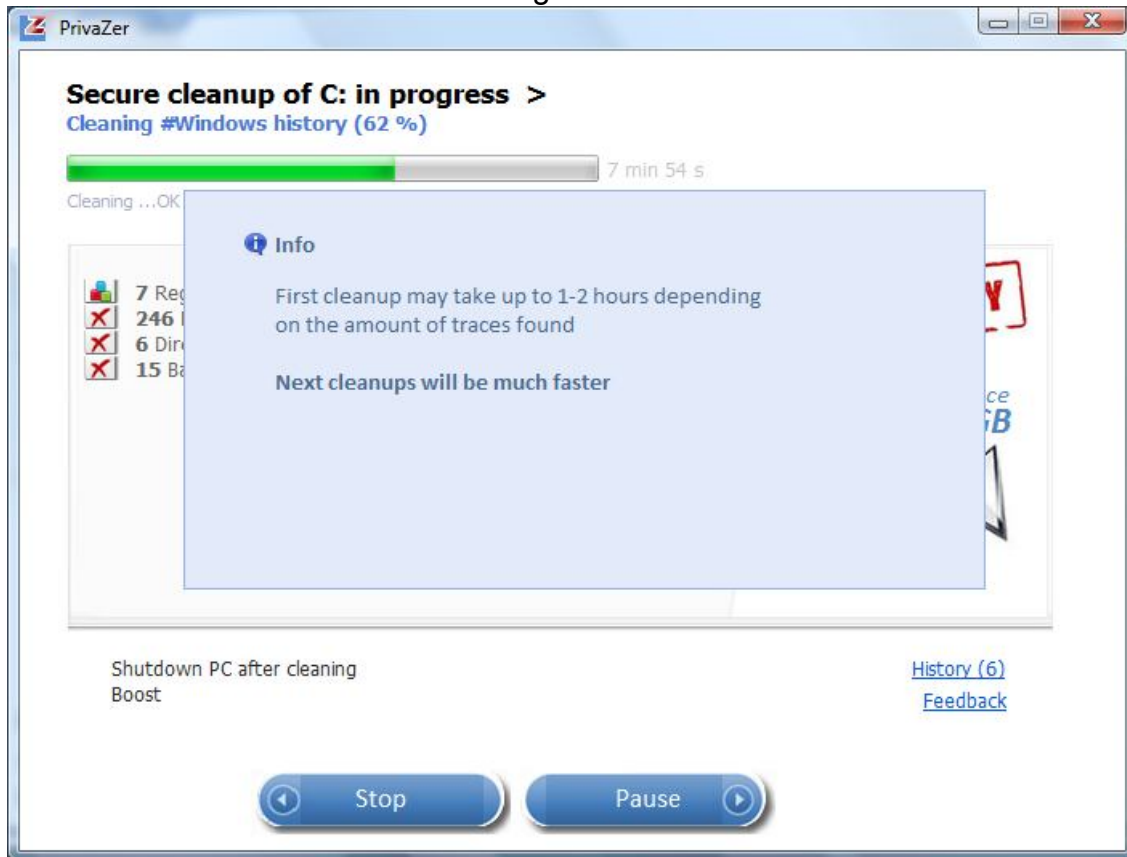 PrivaZer
Secure cleanup of C: in progress >
Cleaning #Windows history (62 %)
7 min 54 s
Cleaning ...OK
Info
First cleanup may take up to 1-2 hours depending
on the amount of traces found
Next cleanups will be much faster
7
246
6
15
Shutdown PC after cleaning
Boost
History (6)
Feedback
Stop
Pause